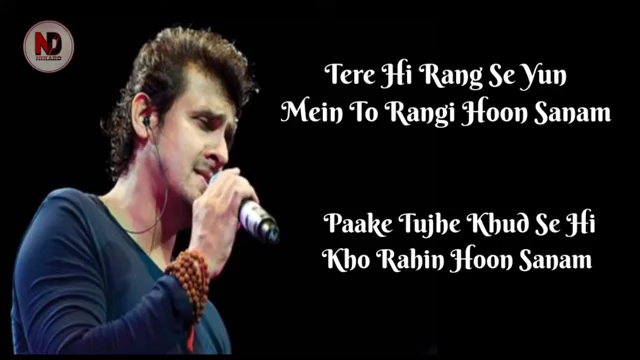 ND
Tere Hi Rang Se Yun
Mein To Rangi Hoon Sanam
Paake Tujhe Khud Se Hi
Kho Rahin Hoon Sanam